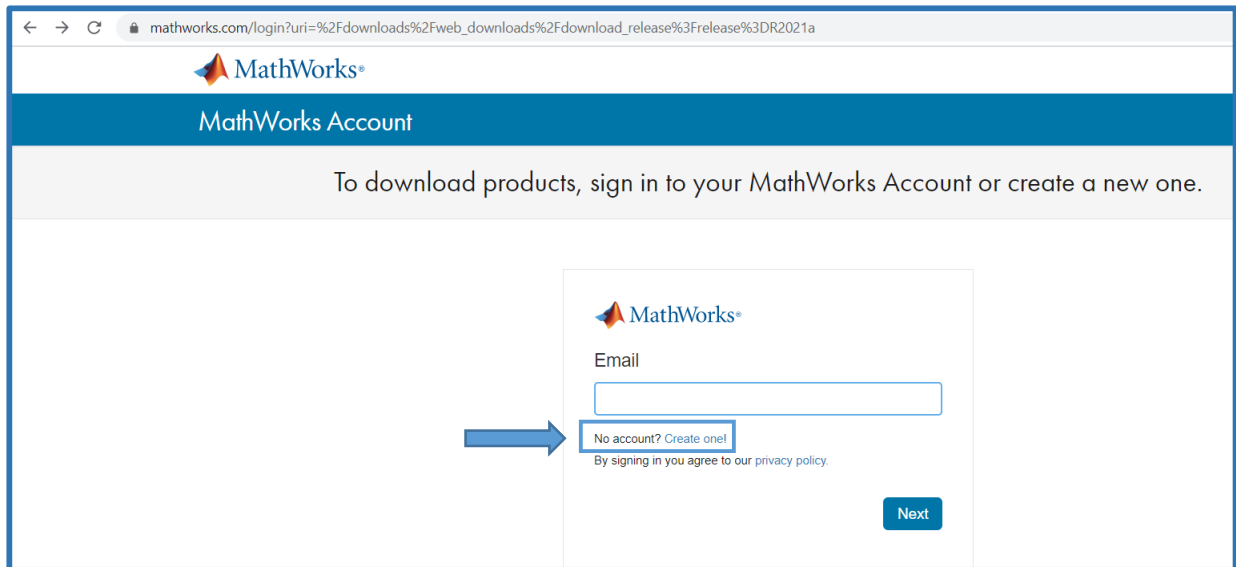 mathworks.com/login?uri=%2Fdownloads%2Fweb_downloads%2Fdownload_release%3Frelease%3DR2021a
MathWorks®
MathWorks Account
To download products, sign in to your MathWorks Account or create a new one.
MathWorks®
Email
No account? Create one!
By signing in you agree to our privacy policy.
Next